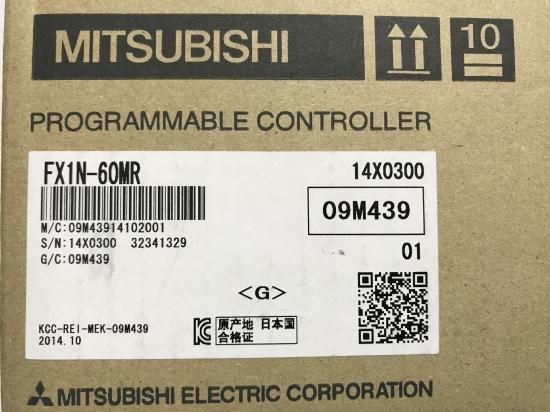 MITSUBISHI
10
PROGRAMMABLE CONTROLLER
FX1N-60MR 14X0300
09M439
M/C:09M43914102001
S/N:14X0300 32341329
G/C:09M439
01
<G>
KCC-REI-MEK-09M439
2014.10
原产地 日本国
合格证
MITSUBISHI ELECTRIC CORPORATION